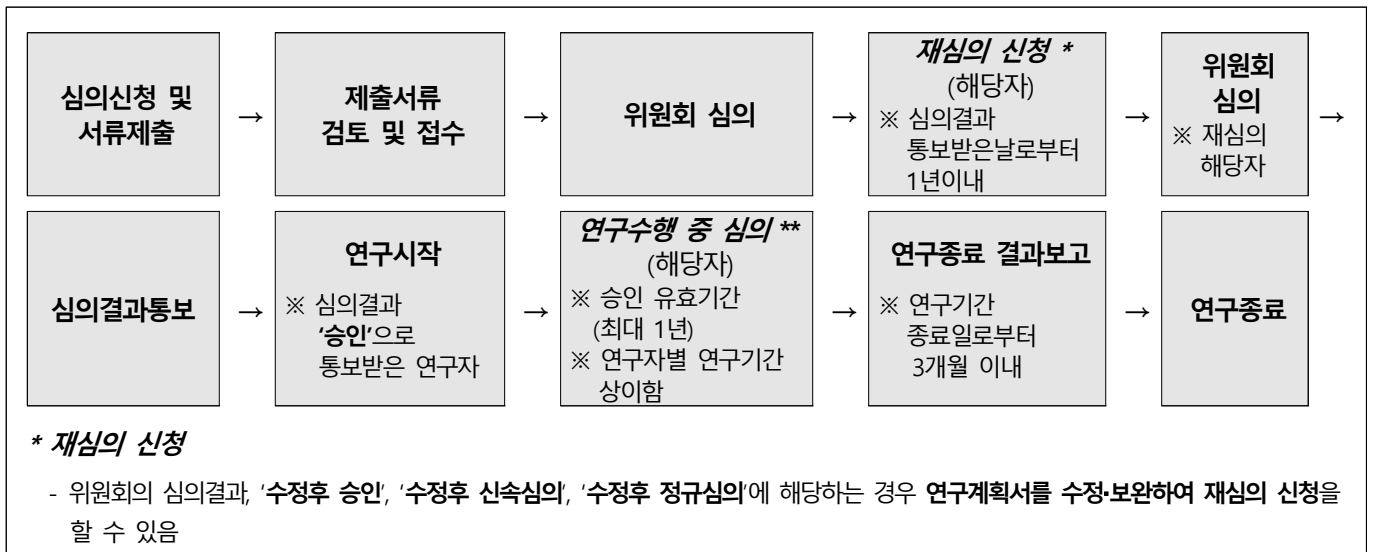 심의신청 및
서류제출
→
제출서류
검토 및 접수
→
위원회 심의
→
재심의 신청 *
(해당자)
※ 심의결과
통보받은날로부터
1년이내
→
위원회
심의
※ 재심의
해당자
→
심의결과통보
→
연구시작
※ 심의결과
'승인'으로
통보받은 연구자
→
연구수행 중 심의 **
(해당자)
※ 승인 유효기간
(최대 1년)
※ 연구자별 연구기간
상이함
→
연구종료 결과보고
※ 연구기간
종료일로부터
3개월 이내
→
연구종료
* 재심의 신청
- 위원회의 심의결과, '수정후 승인', '수정후 신속심의', '수정후 정규심의'에 해당하는 경우 연구계획서를 수정·보완하여 재심의 신청을
할 수 있음